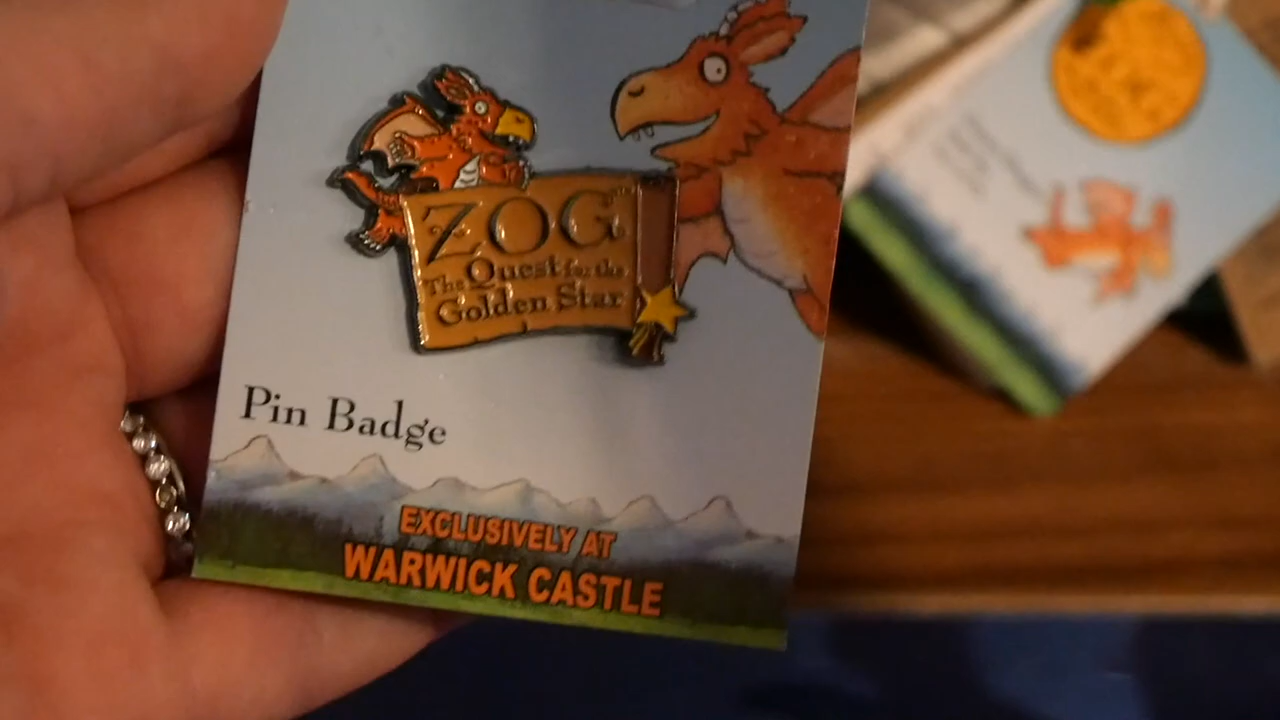 ZOG
The Quest for the
Golden Star
Pin Badge
EXCLUSIVELY AT
WARWICK CASTLE